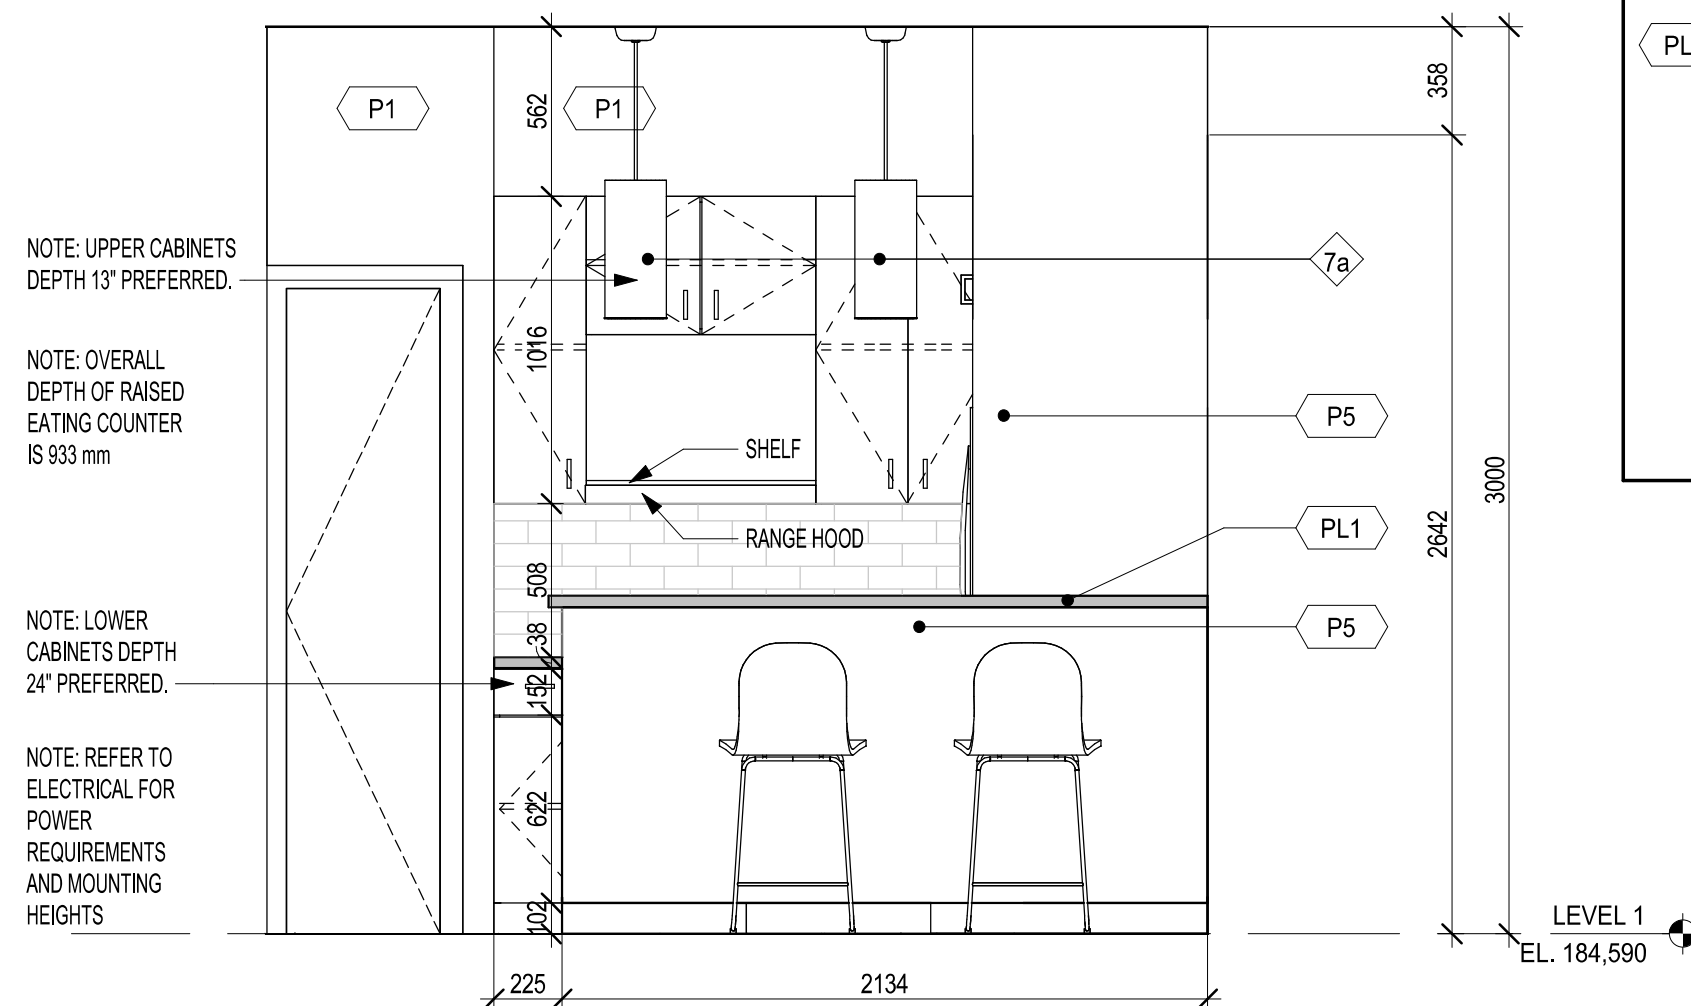 P1
P1
PL
562
358
NOTE: UPPER CABINETS
DEPTH 13" PREFERRED.
7a
NOTE: OVERALL
DEPTH OF RAISED
EATING COUNTER
IS 933 mm
1016
P5
SHELF
3000
RANGE HOOD
PL1
2642
508
NOTE: LOWER
CABINETS DEPTH
24" PREFERRED.
38
P5
152
NOTE: REFER TO
ELECTRICAL FOR
POWER
REQUIREMENTS
AND MOUNTING
HEIGHTS
622
102
LEVEL 1
EL. 184,590
225
2134